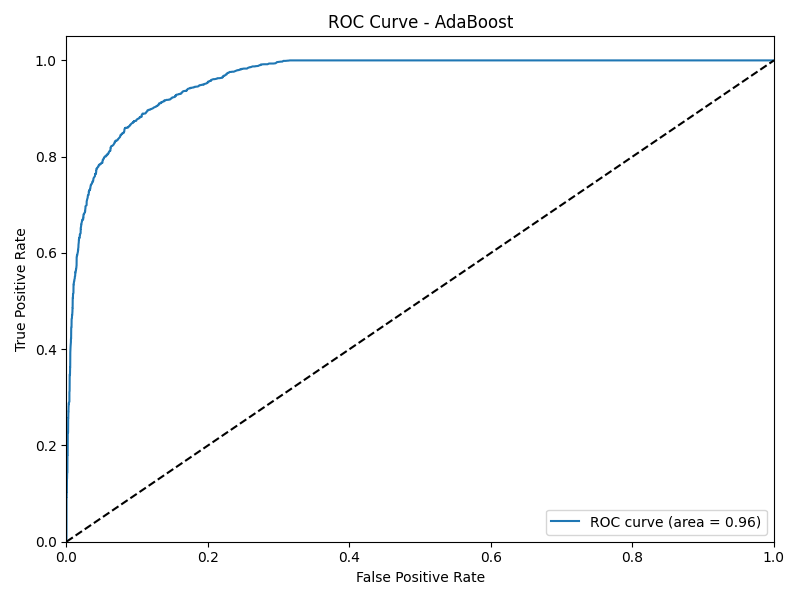 ROC Curve - AdaBoost
1.0
0.8
0.6
0.4
0.2
0.0
True Positive Rate
ROC curve (area = 0.96)
0.0 0.2 0.4 0.6 0.8 1.0
False Positive Rate